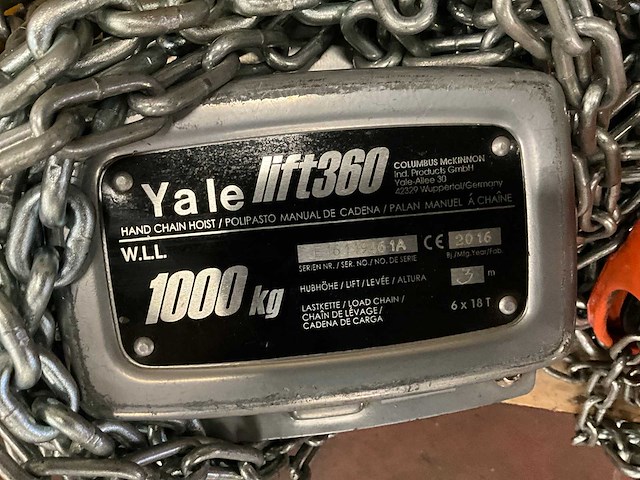 Yale lift360
COLUMBUS McKINNON
Ind. Products GmbH
Yale-Allee 30
42329 Wuppertal/Germany
HAND CHAIN HOIST / POLIPASTO MANUAL DE CADENA / PALAN MANUEL À CHAÎNE
W.L.L.
1000 kg
CE 2016
SERIEN NR. / SER. NO. / NO. DE SERIE
Bj./Mfg.Year/Fab.
HUBHÖHE / LIFT / LEVÉE / ALTURA 3 m
LASTKETTE / LOAD CHAIN /
CHAÎN DE LEVAGE /
CADENA DE CARGA
6 x 18 T